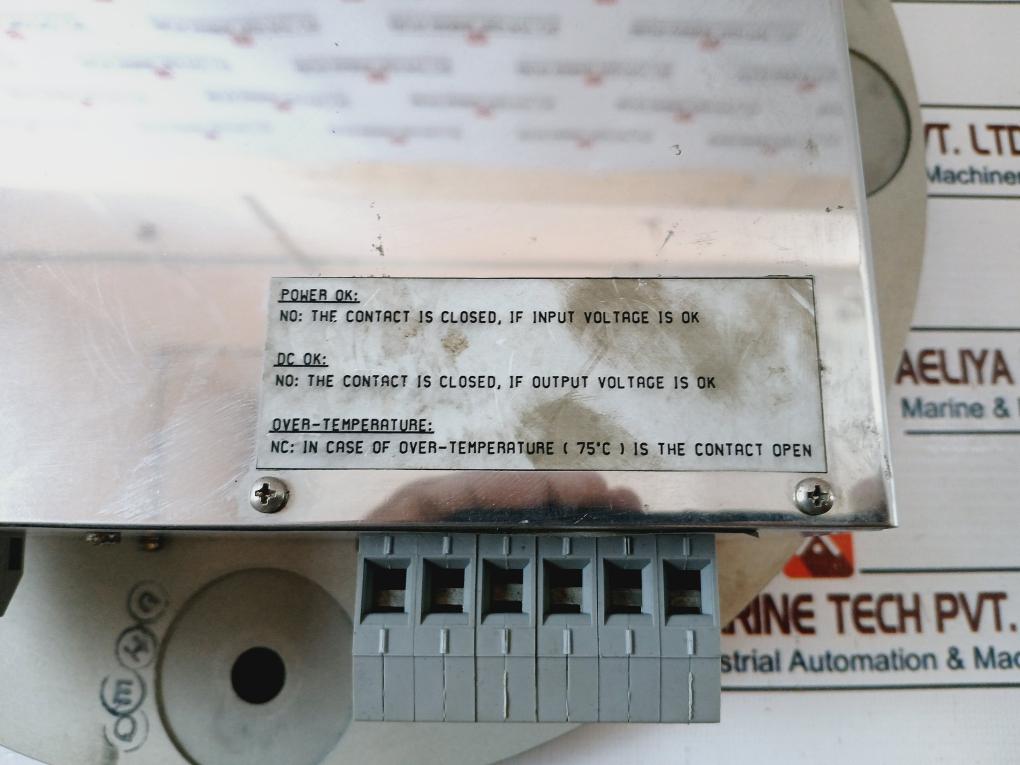 POWER OK:
NO: THE CONTACT IS CLOSED, IF INPUT VOLTAGE IS OK
DC OK:
NO: THE CONTACT IS CLOSED, IF OUTPUT VOLTAGE IS OK
OVER-TEMPERATURE:
NC: IN CASE OF OVER-TEMPERATURE ( 75°C ) IS THE CONTACT OPEN
VT. LTD
Machiner
AELIYA
Marine &
RINE TECH PVT.
strial Automation & Mac